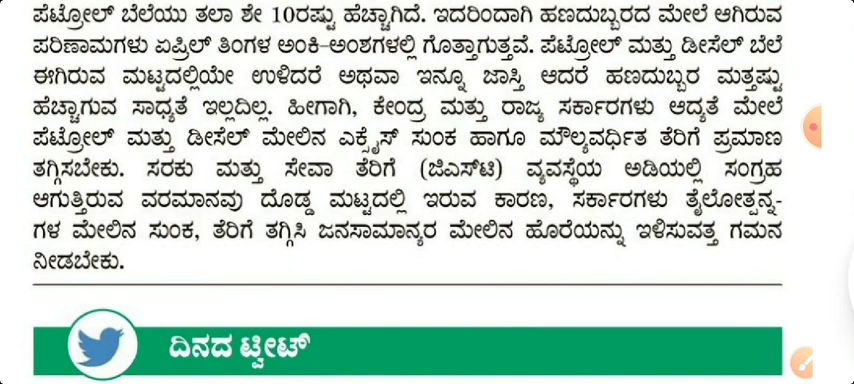 ಪೆಟ್ರೋಲ್ ಬೆಲೆಯು ತಲಾ ಶೇ 10ರಷ್ಟು ಹೆಚ್ಚಾಗಿದೆ. ಇದರಿಂದಾಗಿ ಹಣದುಬ್ಬರದ ಮೇಲೆ ಆಗಿರುವ
ಪರಿಣಾಮಗಳು ಏಪ್ರಿಲ್ ತಿಂಗಳ ಅಂಕಿ–ಅಂಶಗಳಲ್ಲಿ ಗೊತ್ತಾಗುತ್ತವೆ. ಪೆಟ್ರೋಲ್ ಮತ್ತು ಡೀಸೆಲ್ ಬೆಲೆ
ಈಗಿರುವ ಮಟ್ಟದಲ್ಲಿಯೇ ಉಳಿದರೆ ಅಥವಾ ಇನ್ನೂ ಜಾಸ್ತಿ ಆದರೆ ಹಣದುಬ್ಬರ ಮತ್ತಷ್ಟು
ಹೆಚ್ಚಾಗುವ ಸಾಧ್ಯತೆ ಇಲ್ಲದಿಲ್ಲ. ಹೀಗಾಗಿ, ಕೇಂದ್ರ ಮತ್ತು ರಾಜ್ಯ ಸರ್ಕಾರಗಳು ಆದ್ಯತೆ ಮೇಲೆ
ಪೆಟ್ರೋಲ್ ಮತ್ತು ಡೀಸೆಲ್ ಮೇಲಿನ ಎಕ್ಸೈಸ್ ಸುಂಕ ಹಾಗೂ ಮೌಲ್ಯವರ್ಧಿತ ತೆರಿಗೆ ಪ್ರಮಾಣ
ತಗ್ಗಿಸಬೇಕು. ಸರಕು ಮತ್ತು ಸೇವಾ ತೆರಿಗೆ (ಜಿಎಸ್‌ಟಿ) ವ್ಯವಸ್ಥೆಯ ಅಡಿಯಲ್ಲಿ ಸಂಗ್ರಹ
ಆಗುತ್ತಿರುವ ವರಮಾನವು ದೊಡ್ಡ ಮಟ್ಟದಲ್ಲಿ ಇರುವ ಕಾರಣ, ಸರ್ಕಾರಗಳು ತೈಲೋತ್ಪನ್ನ-
ಗಳ ಮೇಲಿನ ಸುಂಕ, ತೆರಿಗೆ ತಗ್ಗಿಸಿ ಜನಸಾಮಾನ್ಯರ ಮೇಲಿನ ಹೊರೆಯನ್ನು ಇಳಿಸುವತ್ತ ಗಮನ
ನೀಡಬೇಕು.
ದಿನದ ಟ್ವೀಟ್